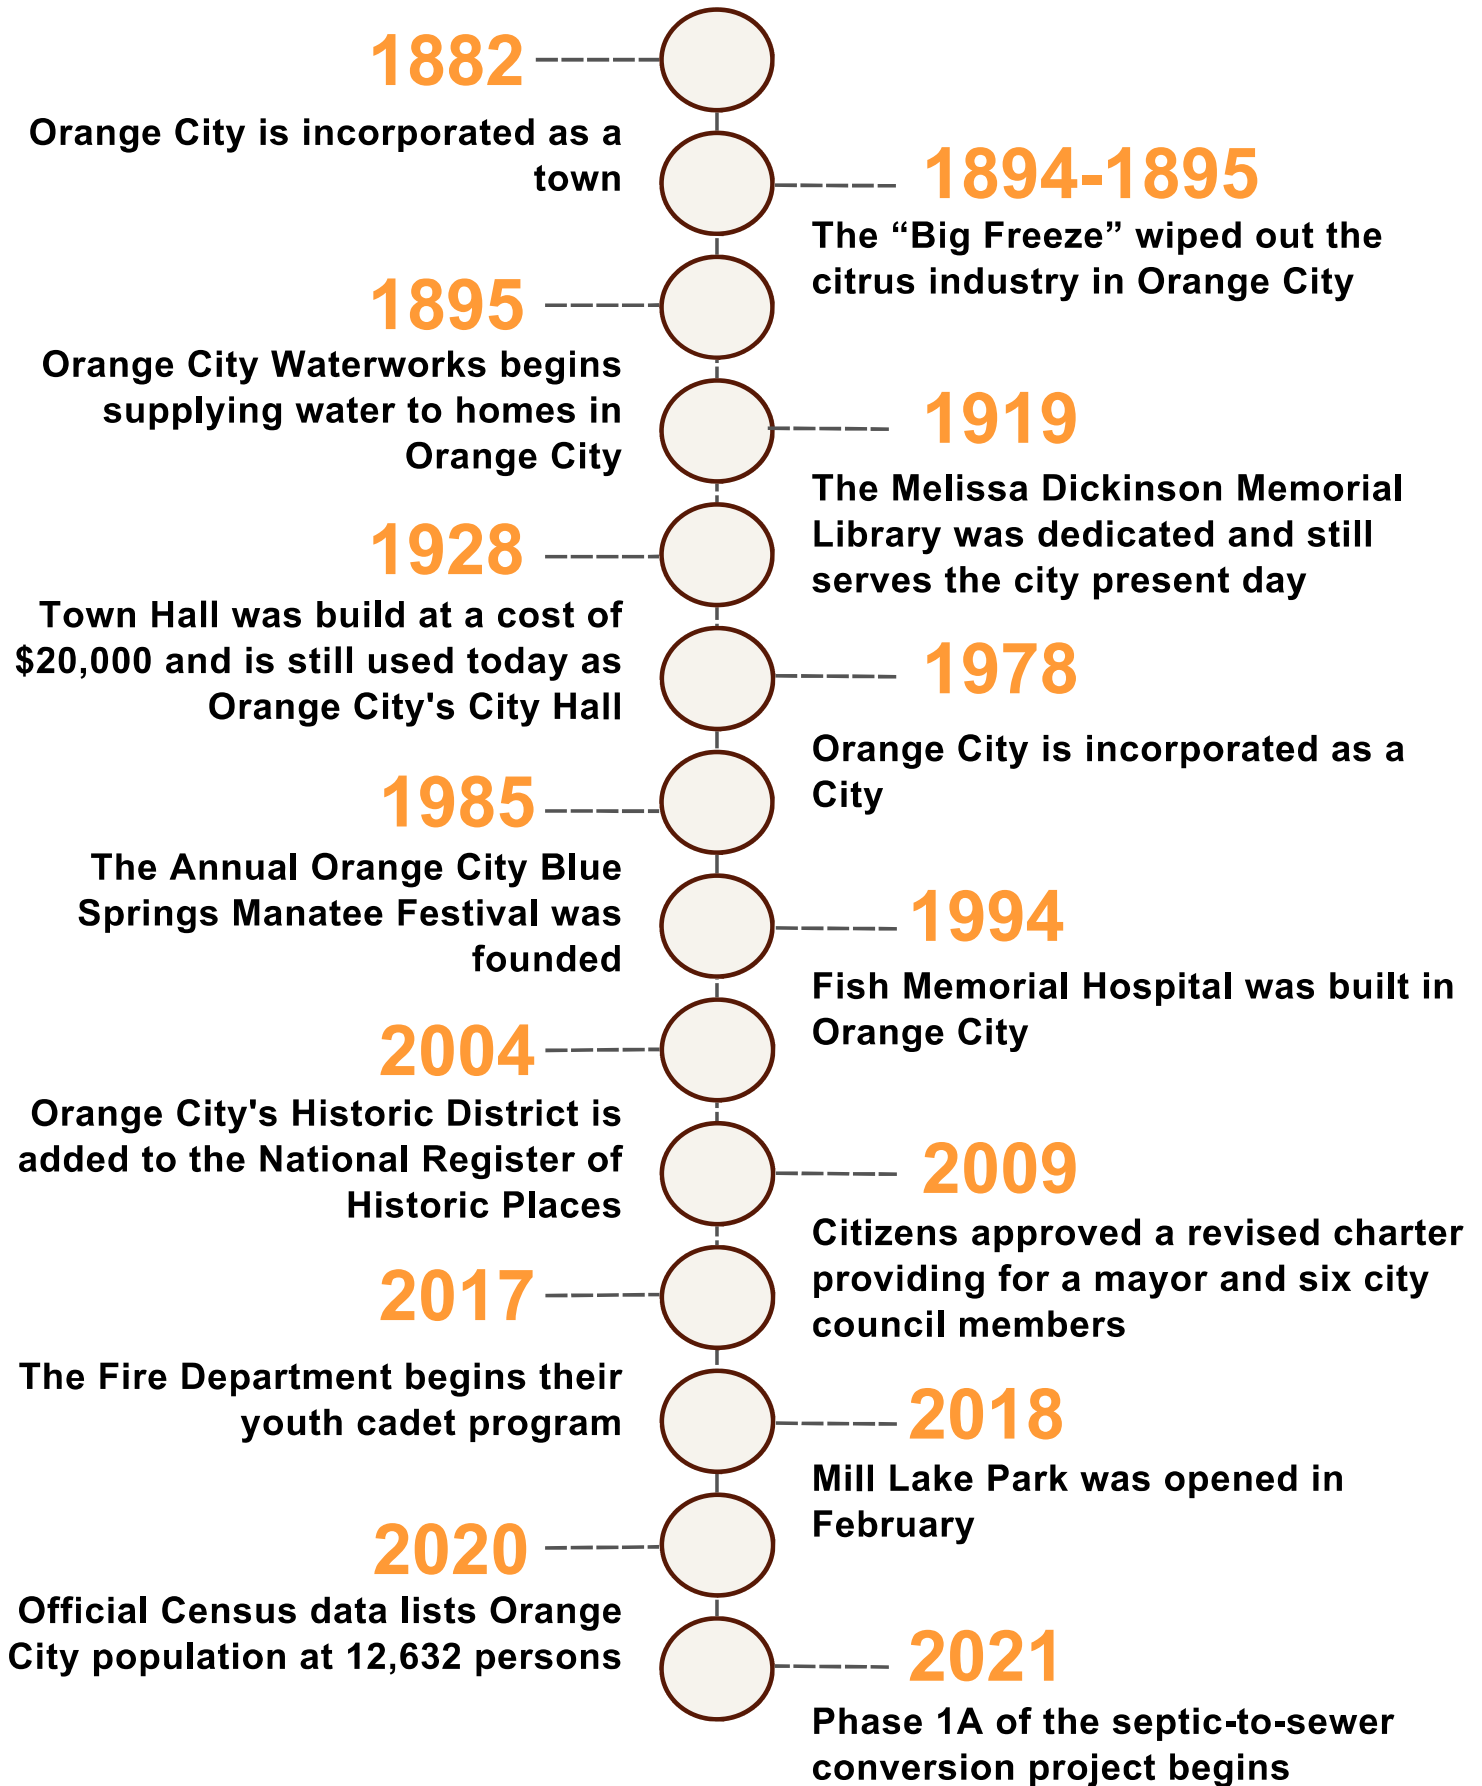 1882
Orange City is incorporated as a
town
1894-1895
The “Big Freeze” wiped out the
citrus industry in Orange City
1895
Orange City Waterworks begins
supplying water to homes in
Orange City
1919
The Melissa Dickinson Memorial
Library was dedicated and still
serves the city present day
1928
Town Hall was build at a cost of
$20,000 and is still used today as
Orange City's City Hall
1978
Orange City is incorporated as a
City
1985
The Annual Orange City Blue
Springs Manatee Festival was
founded
1994
Fish Memorial Hospital was built in
Orange City
2004
Orange City's Historic District is
added to the National Register of
Historic Places
2009
Citizens approved a revised charter
providing for a mayor and six city
council members
2017
The Fire Department begins their
youth cadet program
2018
Mill Lake Park was opened in
February
2020
Official Census data lists Orange
City population at 12,632 persons
2021
Phase 1A of the septic-to-sewer
conversion project begins